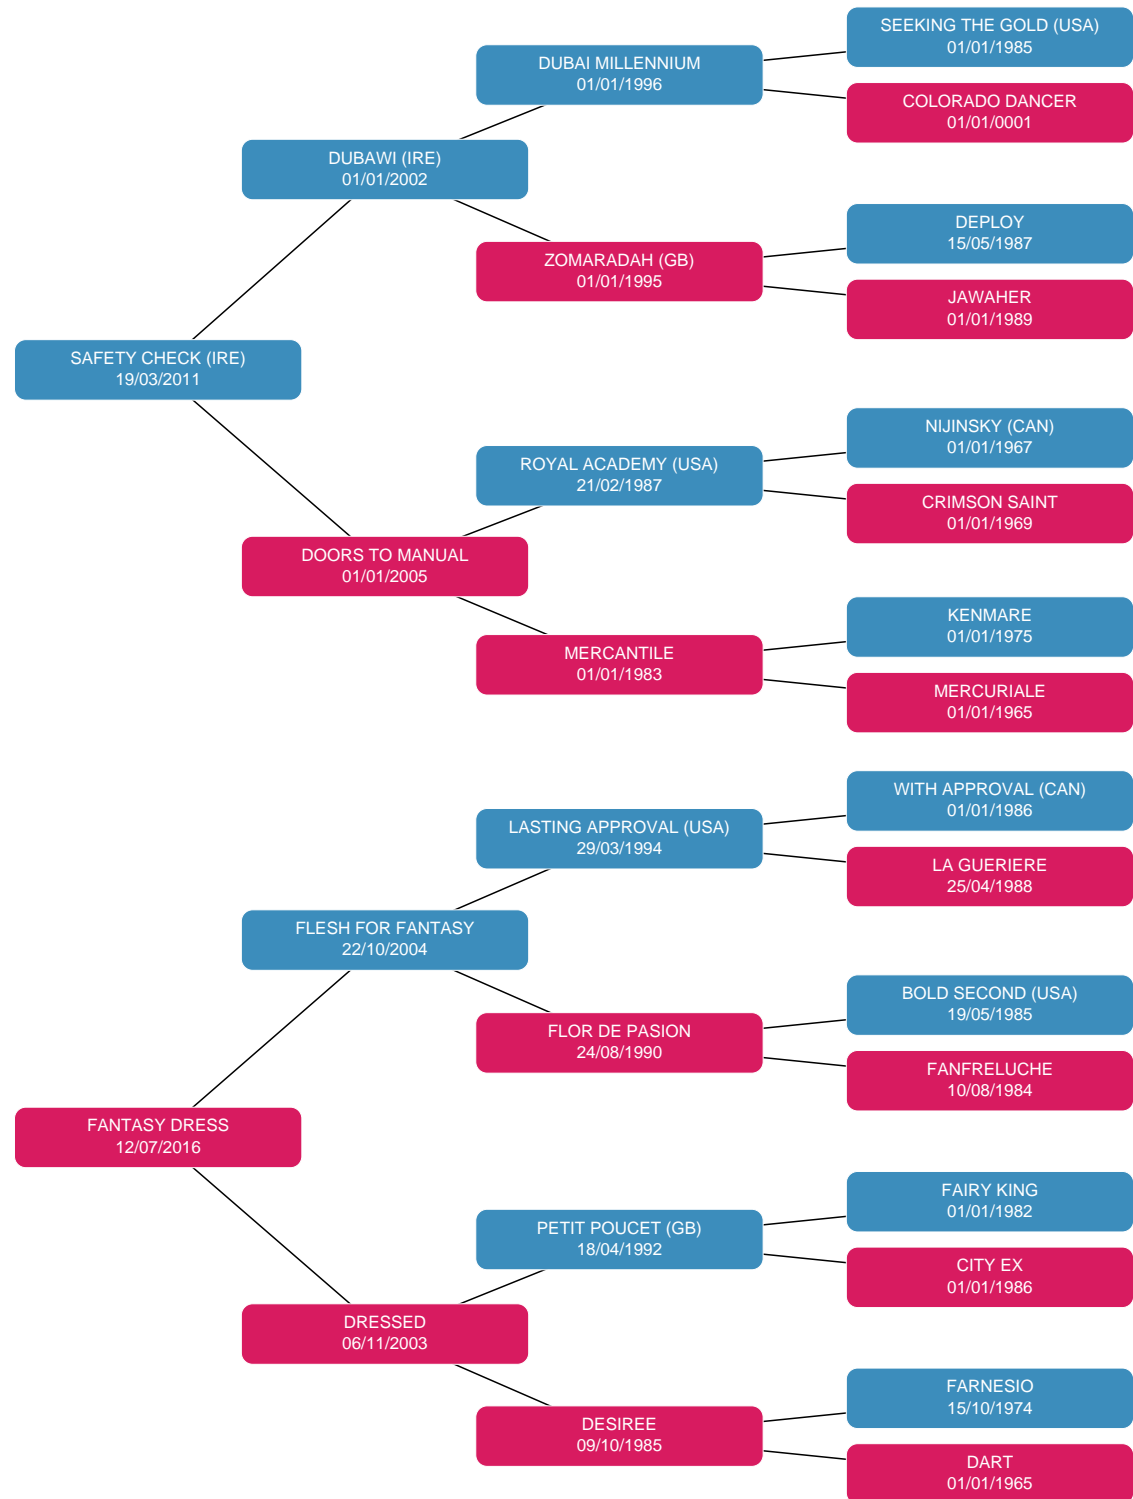 SEEKING THE GOLD (USA)
01/01/1985
DUBAI MILLENNIUM
01/01/1996
COLORADO DANCER
01/01/0001
DUBAWI (IRE)
01/01/2002
DEPLOY
15/05/1987
ZOMARADAH (GB)
01/01/1995
JAWAHER
01/01/1989
SAFETY CHECK (IRE)
19/03/2011
NIJINSKY (CAN)
01/01/1967
ROYAL ACADEMY (USA)
21/02/1987
CRIMSON SAINT
01/01/1969
DOORS TO MANUAL
01/01/2005
KENMARE
01/01/1975
MERCANTILE
01/01/1983
MERCURIALE
01/01/1965
WITH APPROVAL (CAN)
01/01/1986
LASTING APPROVAL (USA)
29/03/1994
LA GUERIERE
25/04/1988
FLESH FOR FANTASY
22/10/2004
BOLD SECOND (USA)
19/05/1985
FLOR DE PASION
24/08/1990
FANFRELUCHE
10/08/1984
FANTASY DRESS
12/07/2016
FAIRY KING
01/01/1982
PETIT POUCET (GB)
18/04/1992
CITY EX
01/01/1986
DRESSED
06/11/2003
FARNESIO
15/10/1974
DESIREE
09/10/1985
DART
01/01/1965